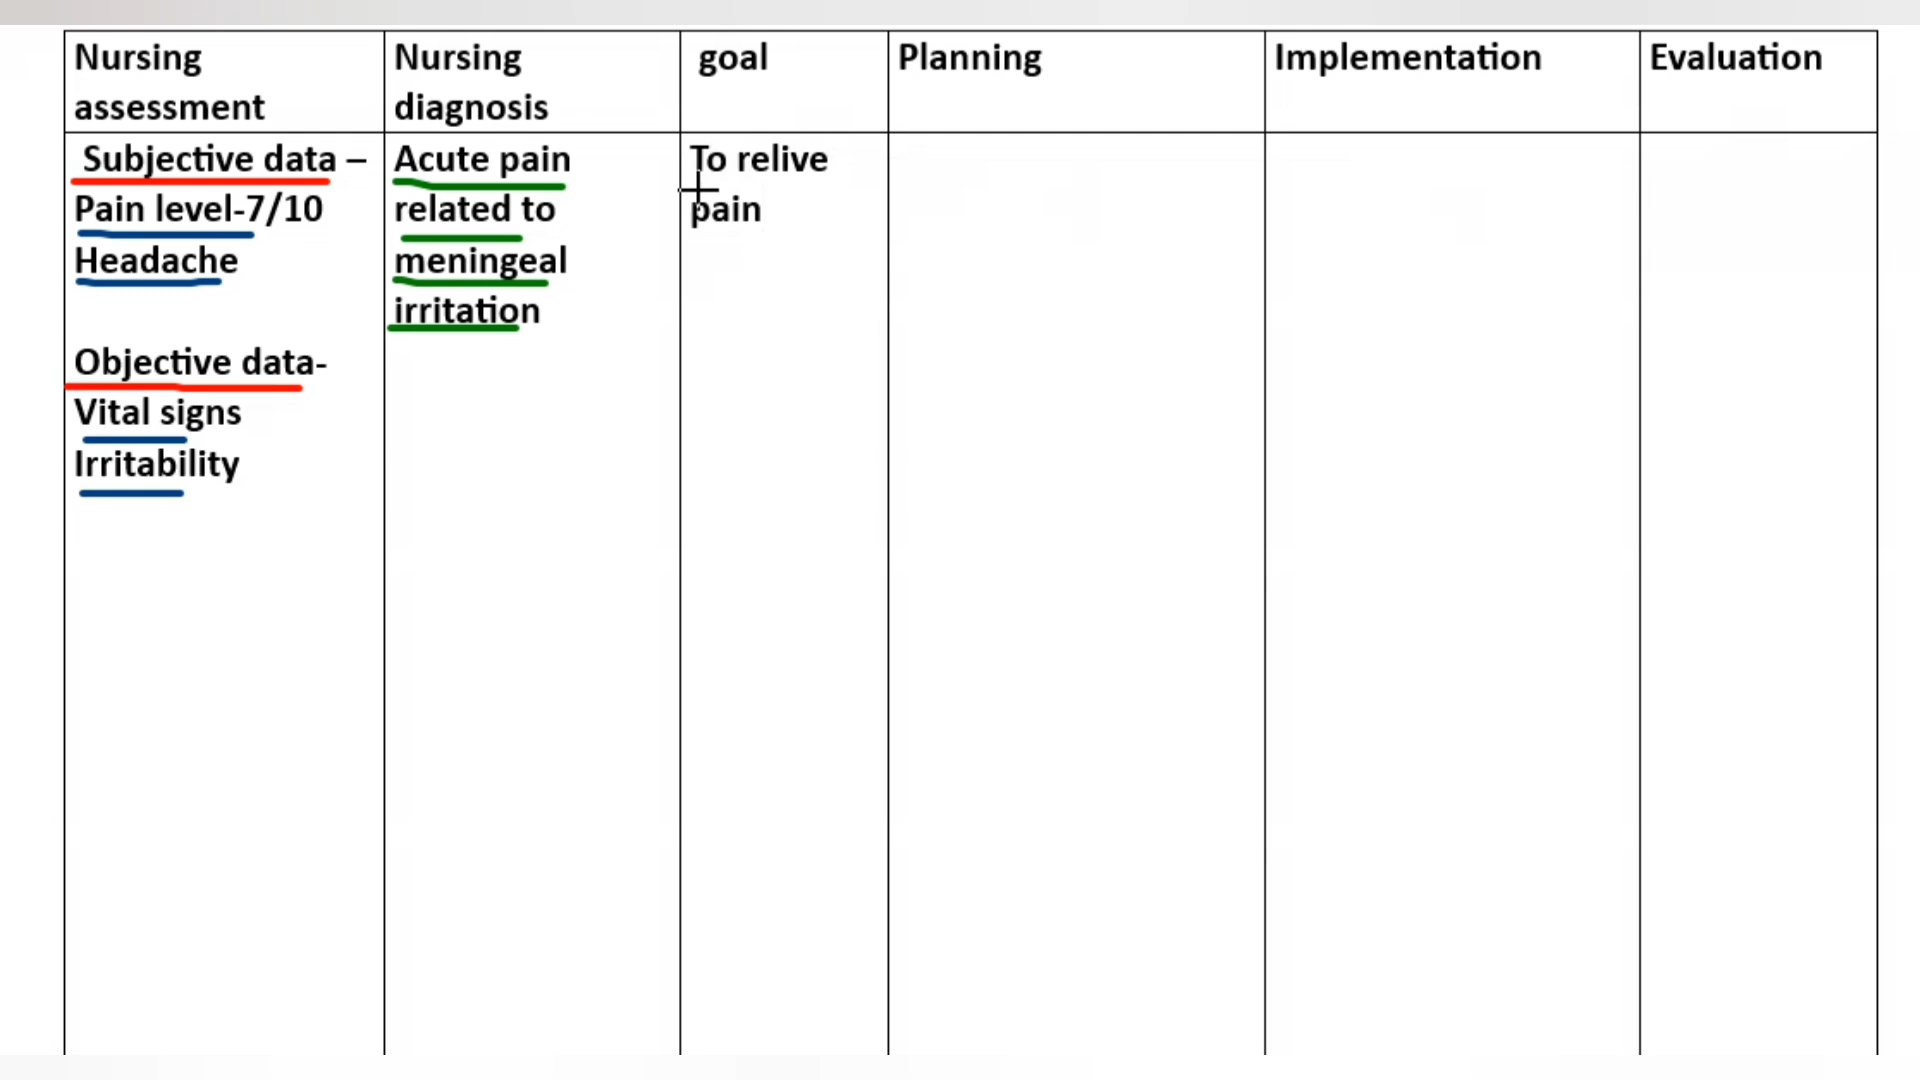 Nursing assessment
Nursing diagnosis
goal
Planning
Implementation
Evaluation
Subjective data –
Pain level-7/10
Headache
Objective data-
Vital signs
Irritability
Acute pain
related to
meningeal
irritation
To relive
pain